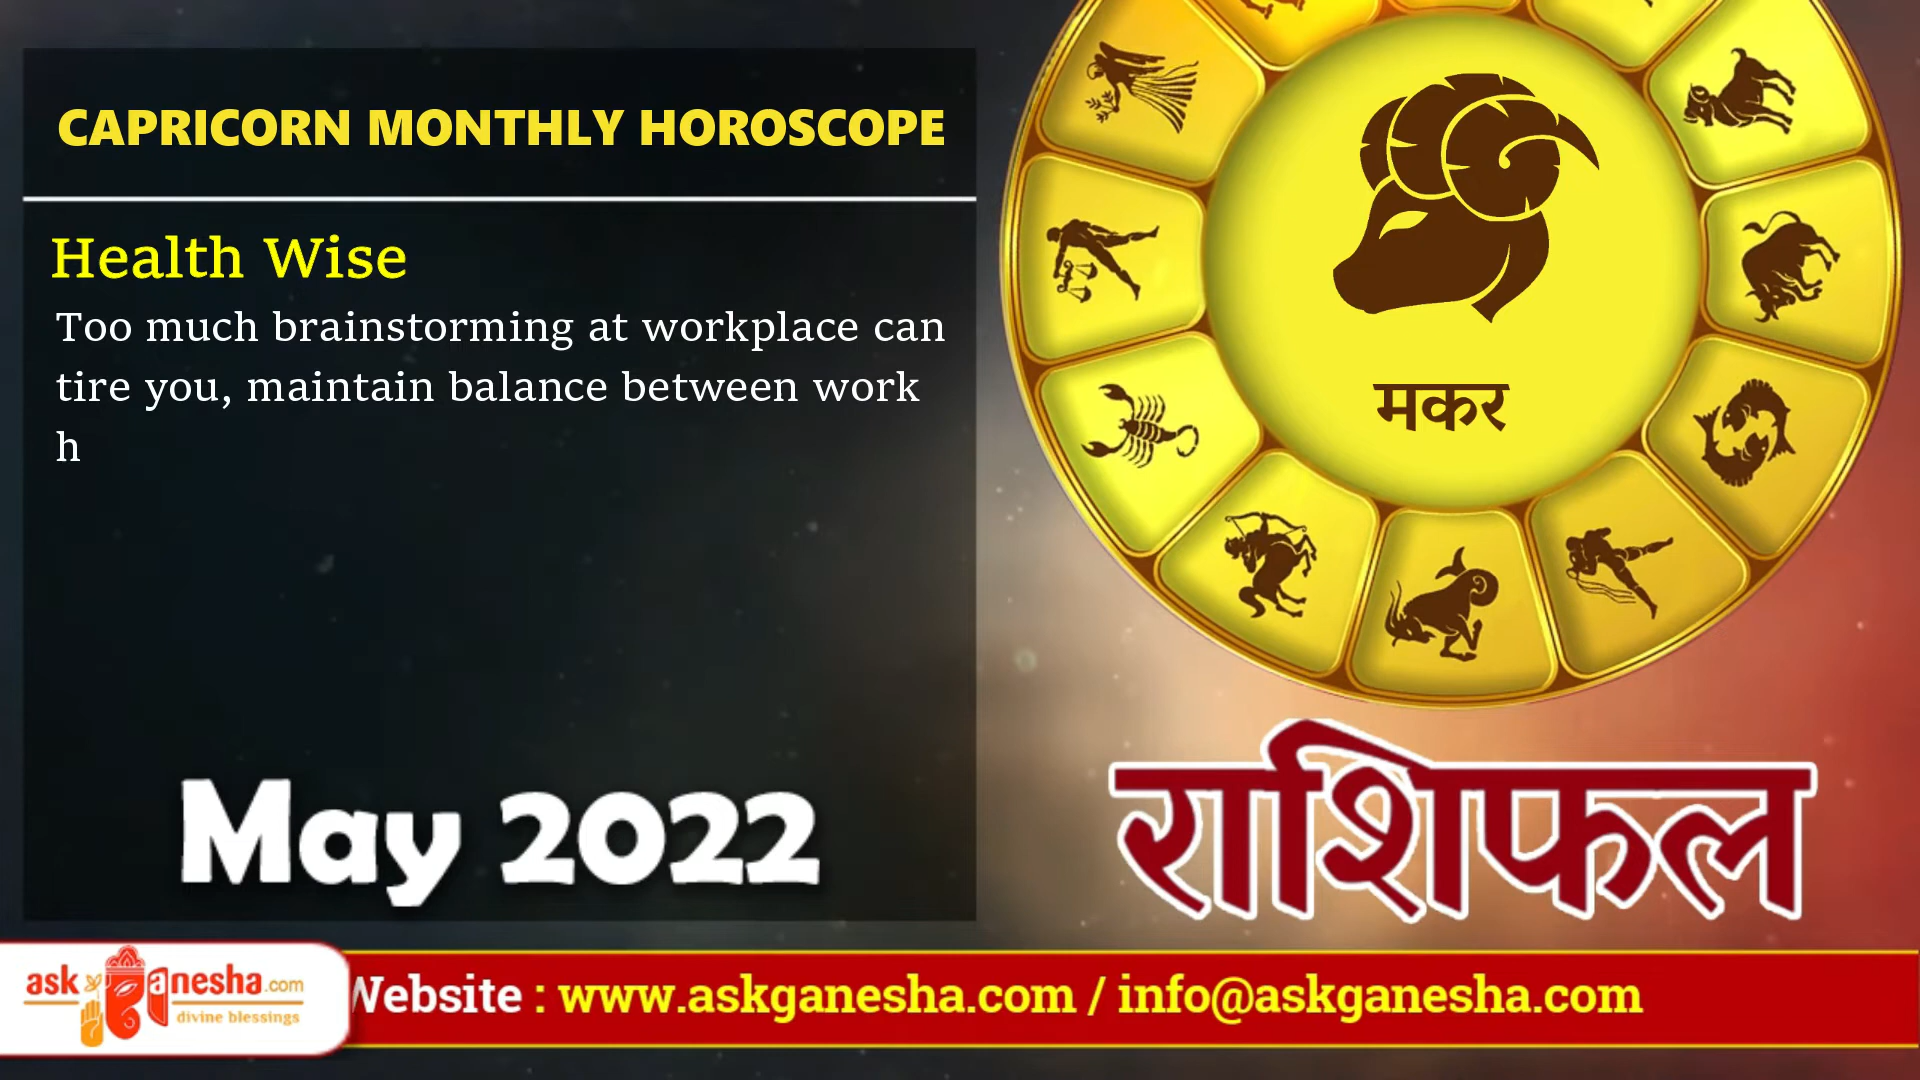 CAPRICORN MONTHLY HOROSCOPE
Health Wise
Too much brainstorming at workplace can
tire you, maintain balance between work
h
May 2022
मकर
राशिफल
ask Ganesha.com
divine blessings
Website : www.askganesha.com / info@askganesha.com